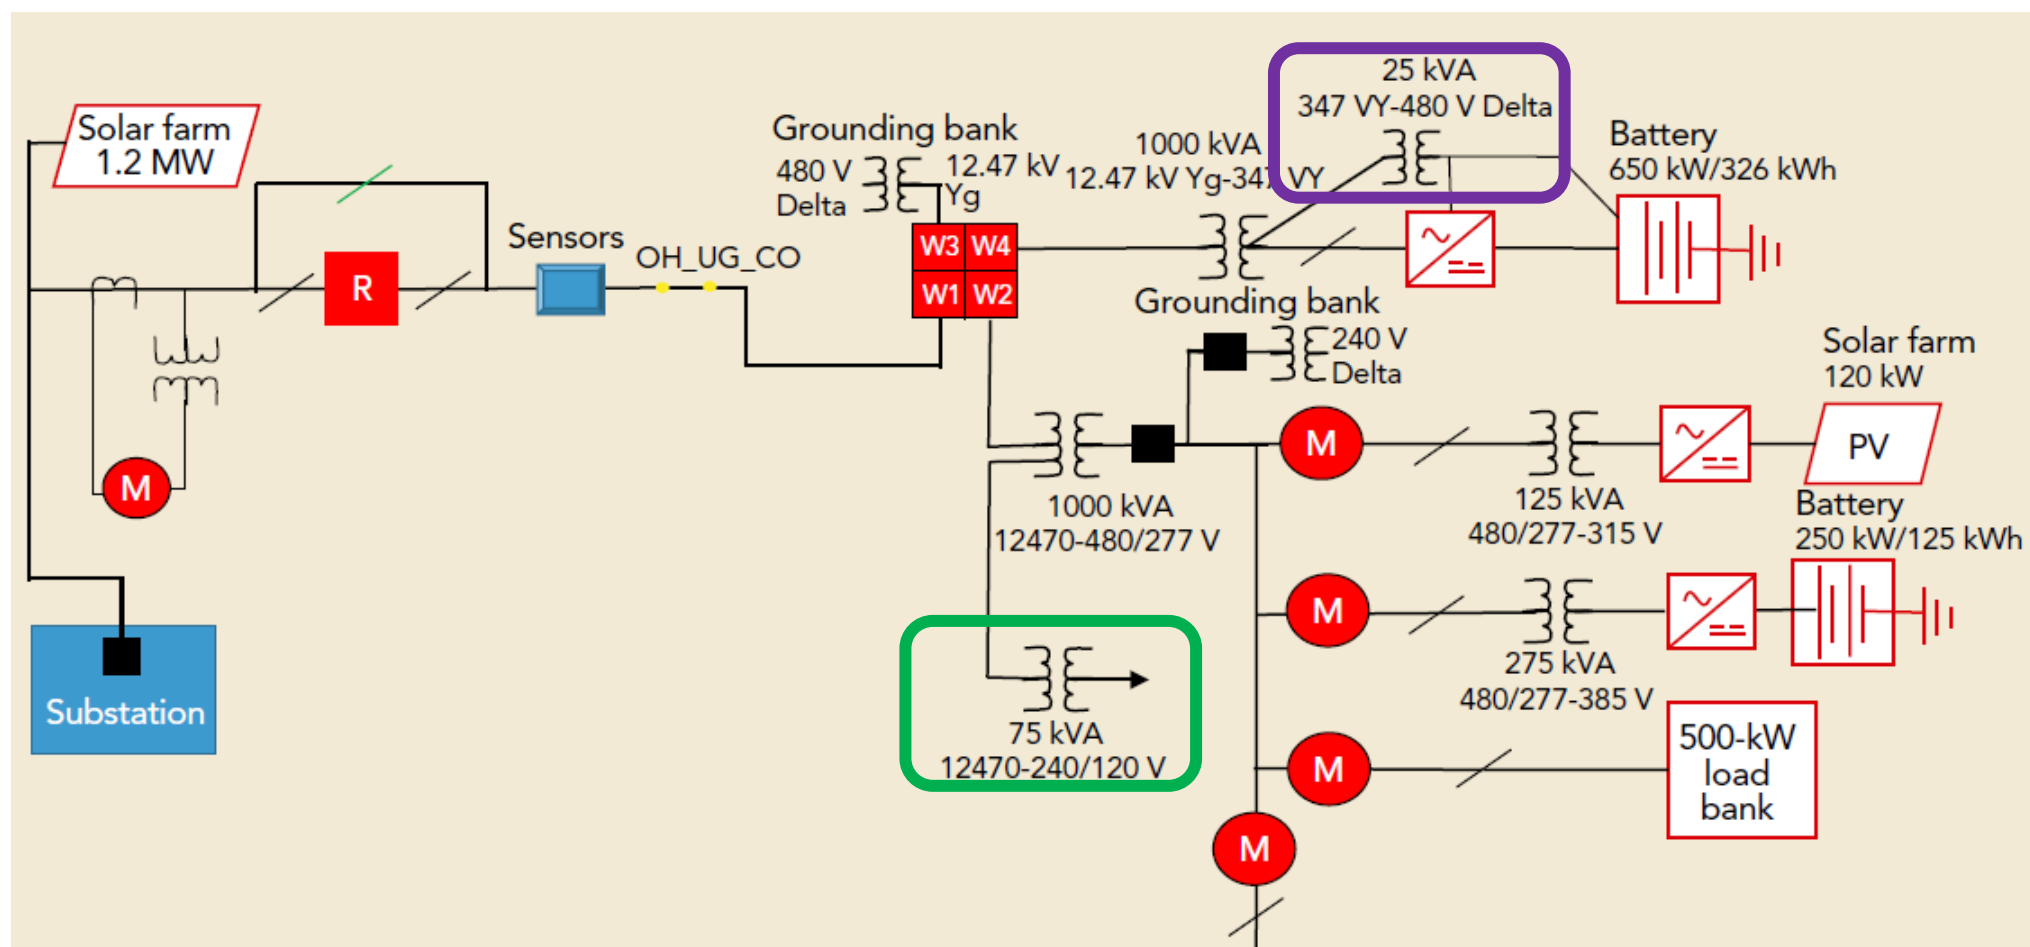 25 kVA
347 VY-480 V Delta
Solar farm
1.2 MW
Grounding bank
480 V
Delta
12.47 kV
Yg
1000 kVA
12.47 kV Yg-347 VY
Battery
650 kW/326 kWh
Sensors
OH_UG_CO
W3 W4
W1 W2
R
Grounding bank
240 V
Delta
Solar farm
120 kW
M
M
PV
1000 kVA
12470-480/277 V
125 kVA
480/277-315 V
Battery
250 kW/125 kWh
M
275 kVA
480/277-385 V
Substation
75 kVA
12470-240/120 V
M
500-kW
load
bank
M